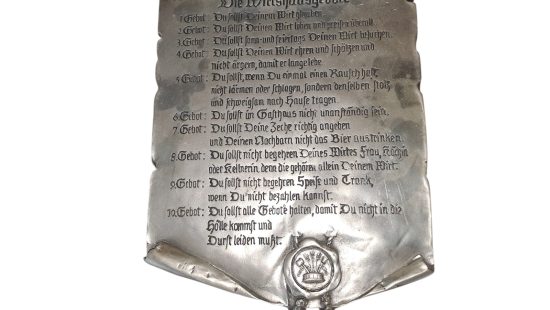 Die Wirtshausgebote
1. Gebot: Du sollst Deinem Wirt glauben.
2. Gebot: Du sollst Deinen Wirt loben und preisen überall.
3. Gebot: Du sollst sonn- und feiertags Deinen Wirt besuchen.
4. Gebot: Du sollst Deinen Wirt ehren und schätzen und
nicht ärgern, damit er lange lebe.
5. Gebot: Du sollst, wenn Du einmal einen Rausch hast,
nicht lärmen oder schlagen, sondern denselben stolz
und schweigsam nach Hause tragen.
6. Gebot: Du sollst im Gasthaus nicht unanständig sein.
7. Gebot: Du sollst Deine Zeche richtig angeben
und Deinen Nachbarn nicht das Bier austrinken.
8. Gebot: Du sollst nicht begehren Deines Wirtes Frau, Köchin
oder Kellnerin, denn die gehören allein Deinem Wirt.
9. Gebot: Du sollst nicht begehren Speise und Trank,
wenn Du nicht bezahlen kannst.
10. Gebot: Du sollst alle Gebote halten, damit Du nicht in die
Hölle kommst und
Durst leiden mußt.